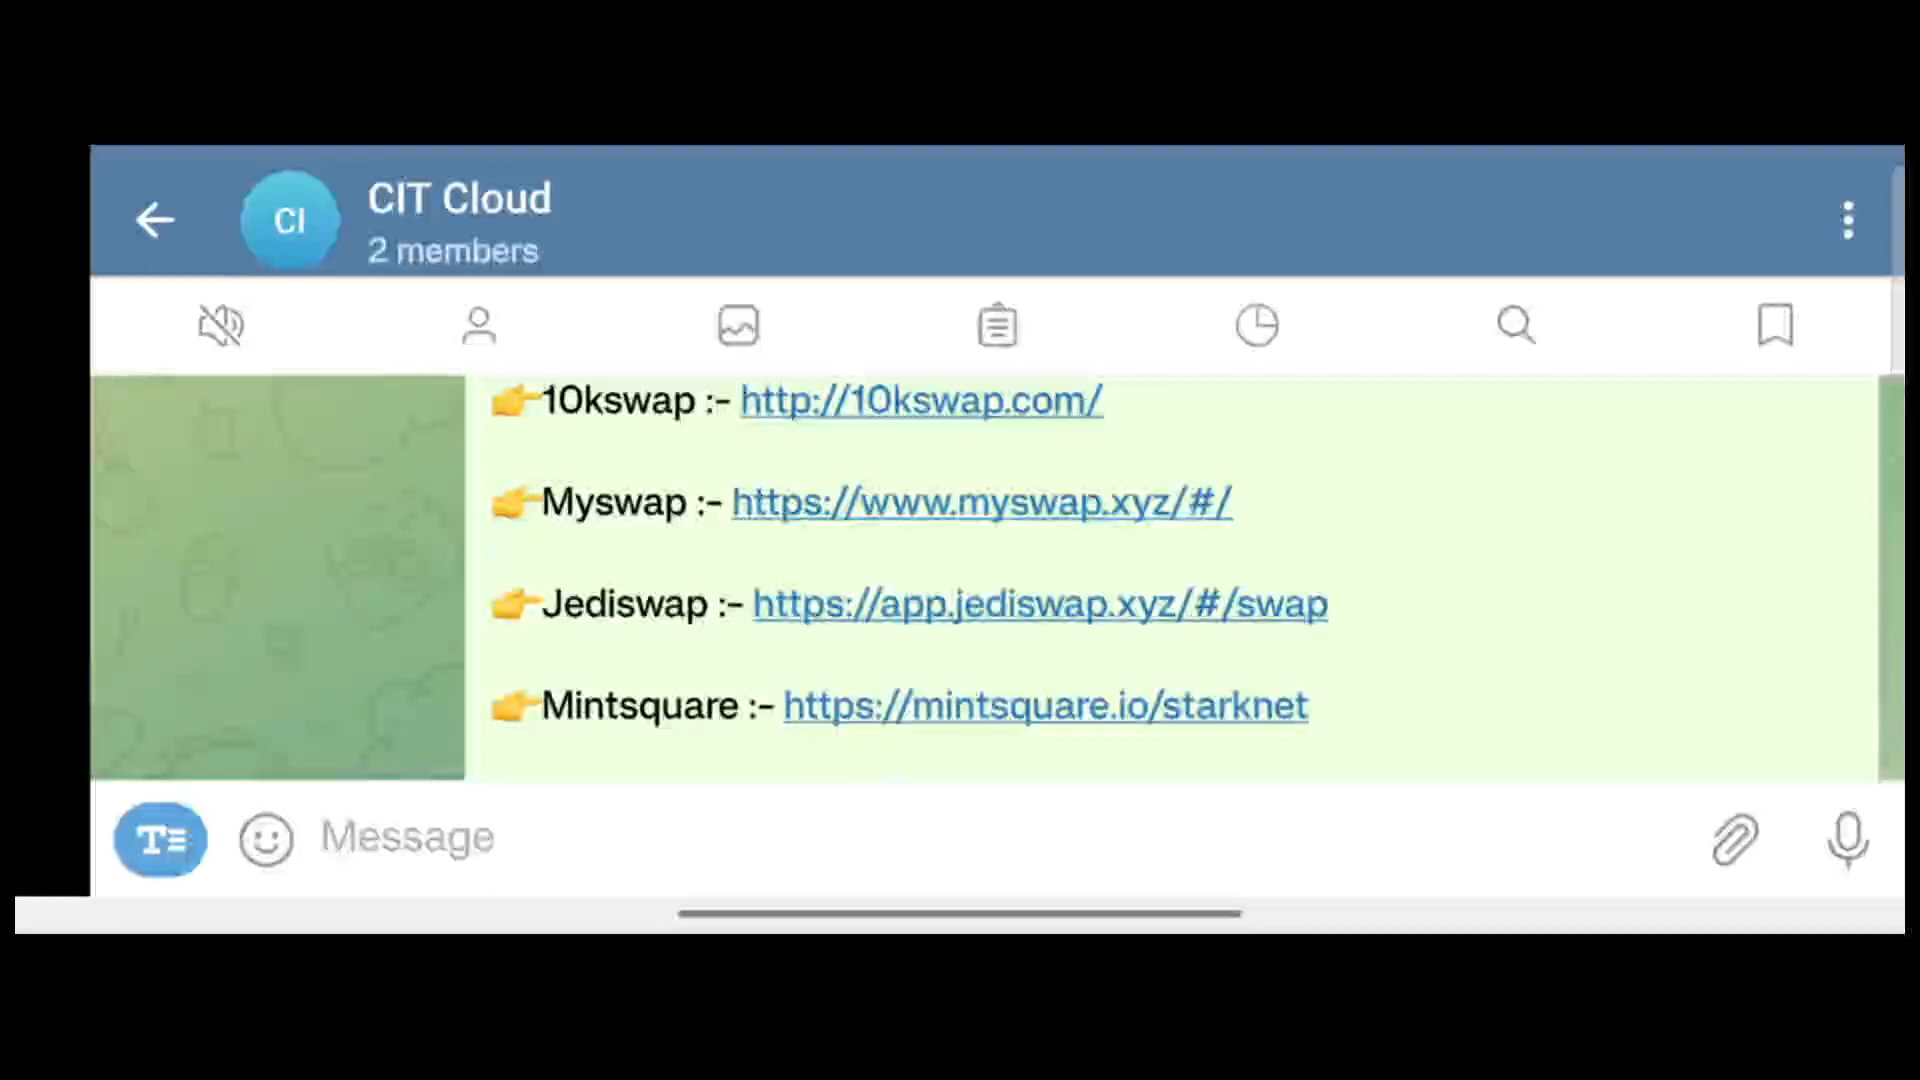 CI
CIT Cloud
2 members
👉10kswap :- http://10kswap.com/
👉Myswap :- https://www.myswap.xyz/#/
👉Jediswap :- https://app.jediswap.xyz/#/swap
👉Mintsquare :- https://mintsquare.io/starknet
T
Message